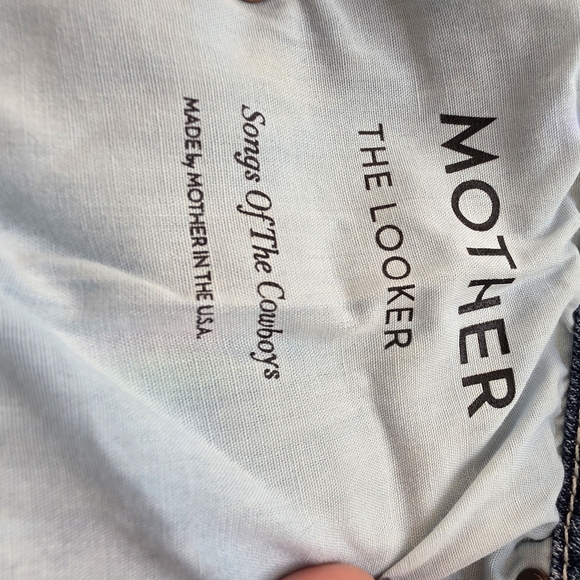 MOTHER
THE LOOKER
Songs Of The Cowboys
MADE by MOTHER IN THE U.S.A.